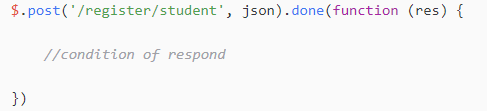 $.post('/register/student', json).done(function (res) {
//condition of respond
})